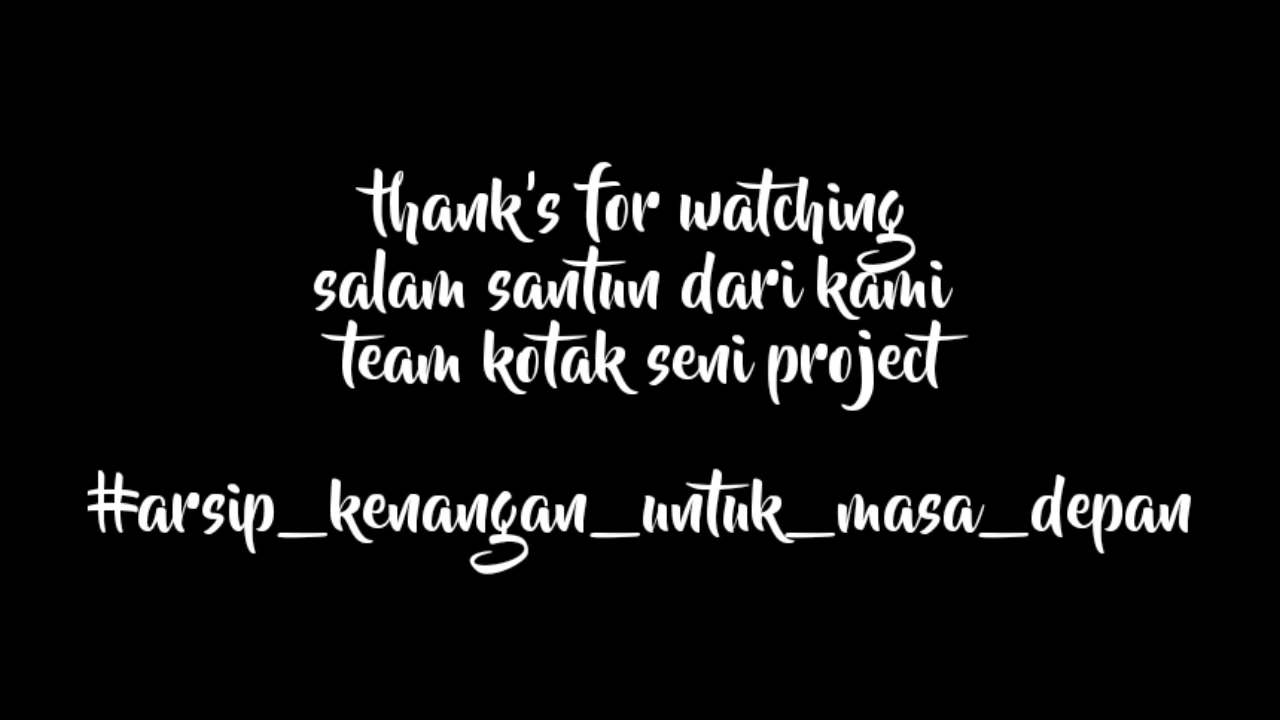 thank's for watching
salam santun dari kami
team kotak seni project
#arsip_kenangan_untuk_masa_depan